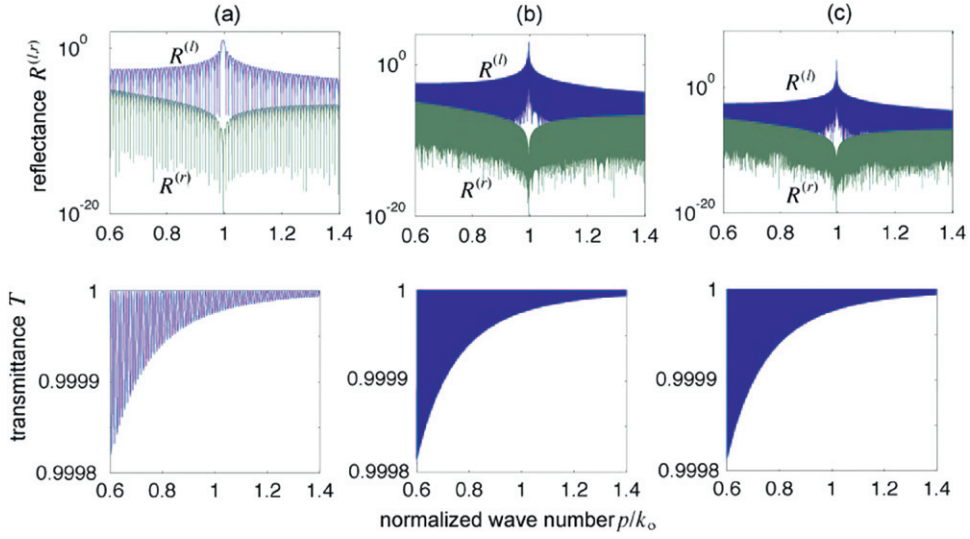 (a)
(b)
(c)
reflectance R^(l,r)
10^0
10^-20
R^(l)
R^(r)
0.6 0.8 1 1.2 1.4
10^0
10^-20
R^(l)
R^(r)
0.6 0.8 1 1.2 1.4
10^0
10^-20
R^(l)
R^(r)
0.6 0.8 1 1.2 1.4
transmittance T
1
0.9999
0.9998
0.6 0.8 1 1.2 1.4
1
0.9999
0.9998
0.6 0.8 1 1.2 1.4
1
0.9999
0.9998
0.6 0.8 1 1.2 1.4
normalized wave number p/k_o